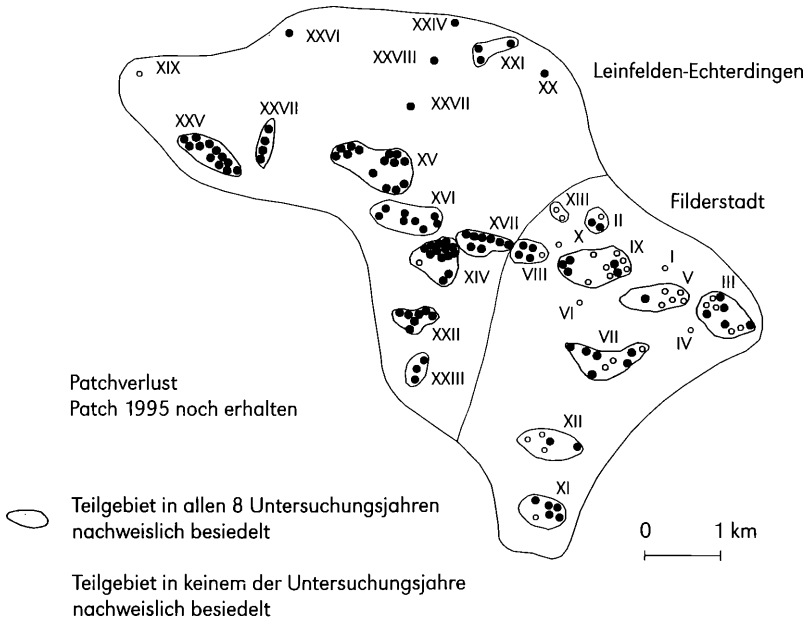 XXIV
XXVI
XXVIII
XXI
XIX
XX
Leinfelden-Echterdingen
XXVII
XXV
XXVII
XV
XVI
XIII
II
Filderstadt
XVII
X
IX
I
XIV
VIII
V
III
VI
IV
XXII
VII
XXIII
Patchverlust
Patch 1995 noch erhalten
XII
XI
Teilgebiet in allen 8 Untersuchungsjahren
nachweislich besiedelt
0 1 km
Teilgebiet in keinem der Untersuchungsjahre
nachweislich besiedelt